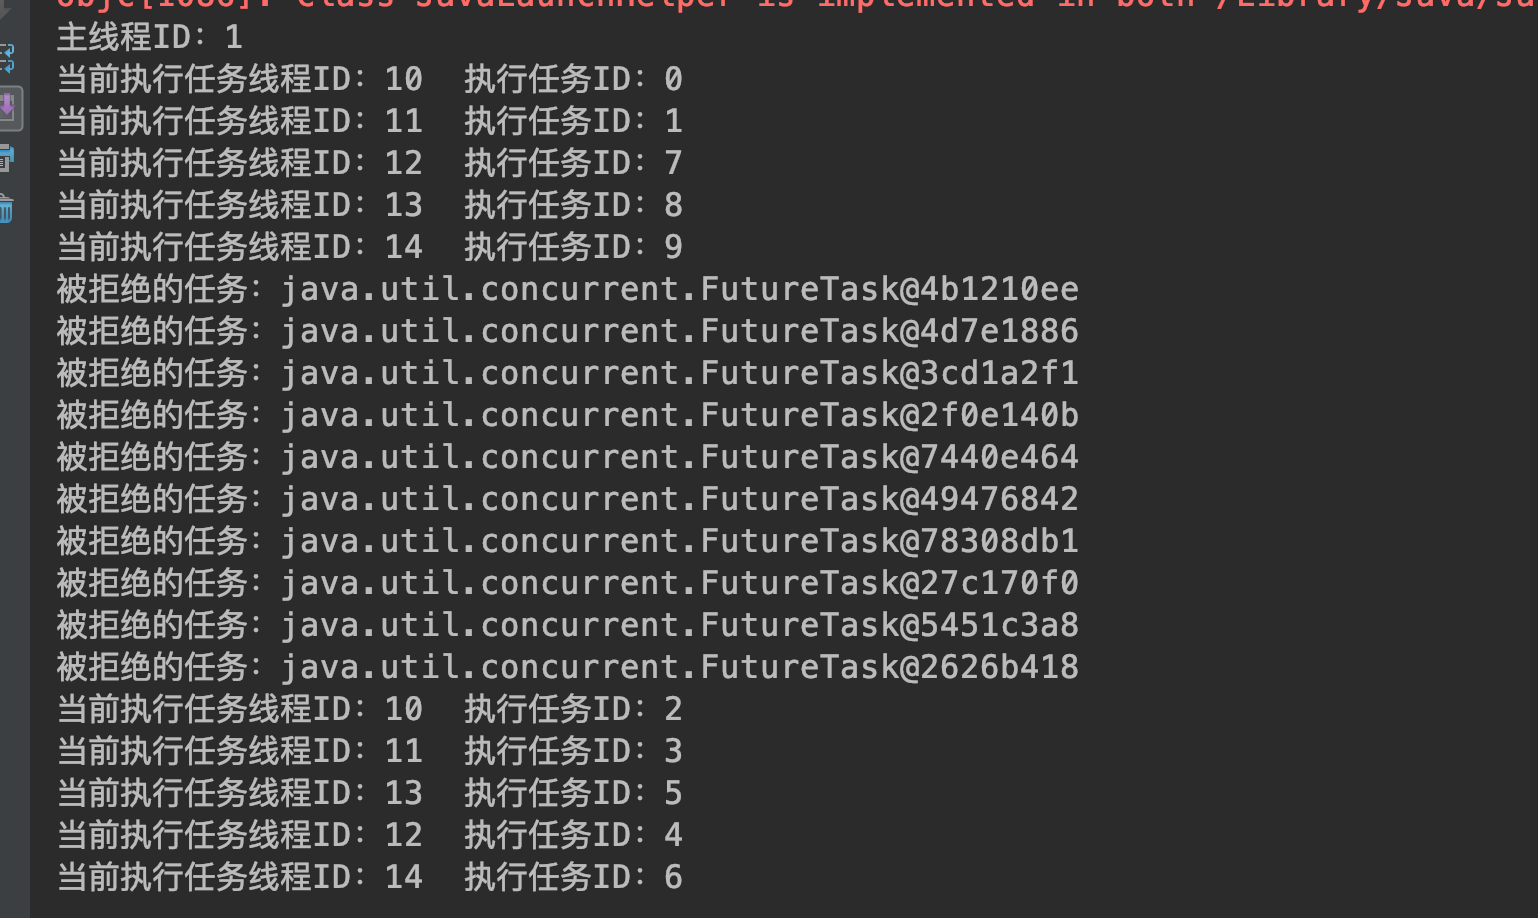 objc[1086]: Class JavaLaunchHelper is implemented in both /Library/Java/
主线程ID：1
当前执行任务线程ID：10  执行任务ID：0
当前执行任务线程ID：11  执行任务ID：1
当前执行任务线程ID：12  执行任务ID：7
当前执行任务线程ID：13  执行任务ID：8
当前执行任务线程ID：14  执行任务ID：9
被拒绝的任务：java.util.concurrent.FutureTask@4b1210ee
被拒绝的任务：java.util.concurrent.FutureTask@4d7e1886
被拒绝的任务：java.util.concurrent.FutureTask@3cd1a2f1
被拒绝的任务：java.util.concurrent.FutureTask@2f0e140b
被拒绝的任务：java.util.concurrent.FutureTask@7440e464
被拒绝的任务：java.util.concurrent.FutureTask@49476842
被拒绝的任务：java.util.concurrent.FutureTask@78308db1
被拒绝的任务：java.util.concurrent.FutureTask@27c170f0
被拒绝的任务：java.util.concurrent.FutureTask@5451c3a8
被拒绝的任务：java.util.concurrent.FutureTask@2626b418
当前执行任务线程ID：10  执行任务ID：2
当前执行任务线程ID：11  执行任务ID：3
当前执行任务线程ID：13  执行任务ID：5
当前执行任务线程ID：12  执行任务ID：4
当前执行任务线程ID：14  执行任务ID：6